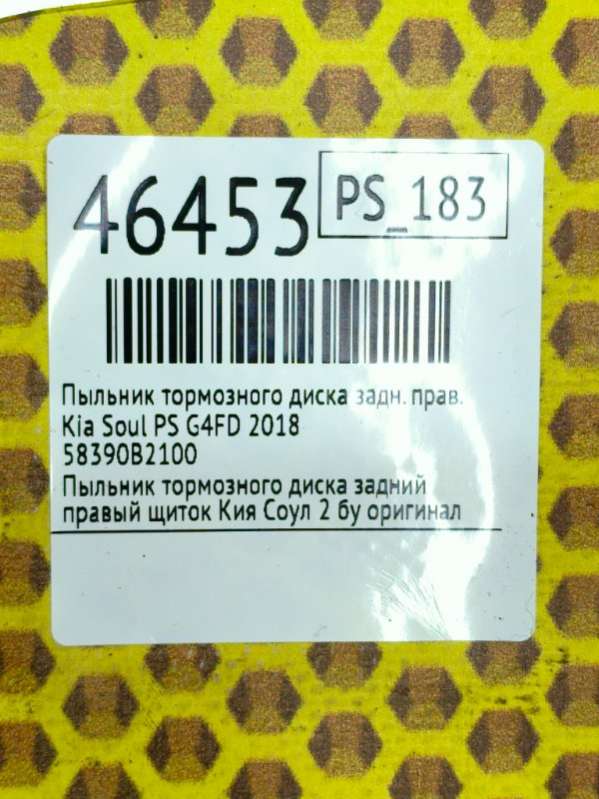 46453
PS_183
Пыльник тормозного диска задн. прав.
Kia Soul PS G4FD 2018
58390B2100
Пыльник тормозного диска задний
правый щиток Кия Соул 2 бу оригинал